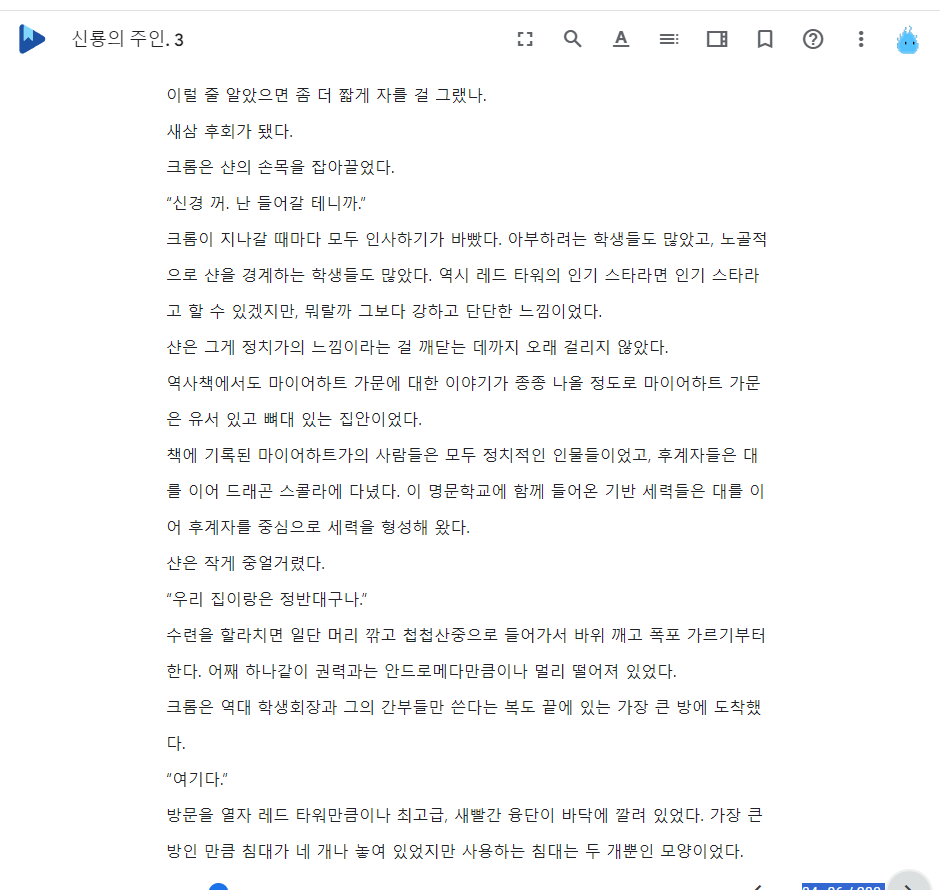 신룡의 주인. 3
이럴 줄 알았으면 좀 더 짧게 자를 걸 그랬나.
새삼 후회가 됐다.
크롬은 샨의 손목을 잡아끌었다.
“신경 꺼. 난 들어갈 테니까.”
크롬이 지나갈 때마다 모두 인사하기가 바빴다. 아부하려는 학생들도 많았고, 노골적
으로 샨을 경계하는 학생들도 많았다. 역시 레드 타워의 인기 스타라면 인기 스타라
고 할 수 있겠지만, 뭐랄까 그보다 강하고 단단한 느낌이었다.
샨은 그게 정치가의 느낌이라는 걸 깨닫는 데까지 오래 걸리지 않았다.
역사책에서도 마이어하트 가문에 대한 이야기가 종종 나올 정도로 마이어하트 가문
은 유서 있고 뼈대 있는 집안이었다.
책에 기록된 마이어하트가의 사람들은 모두 정치적인 인물들이었고, 후계자들은 대
를 이어 드래곤 스콜라에 다녔다. 이 명문학교에 함께 들어온 기반 세력들은 대를 이
어 후계자를 중심으로 세력을 형성해 왔다.
샨은 작게 중얼거렸다.
“우리 집이랑은 정반대구나.”
수련을 할라치면 일단 머리 깎고 첩첩산중으로 들어가서 바위 깨고 폭포 가르기부터
한다. 어째 하나같이 권력과는 안드로메다만큼이나 멀리 떨어져 있었다.
크롬은 역대 학생회장과 그의 간부들만 쓴다는 복도 끝에 있는 가장 큰 방에 도착했
다.
“여기다.”
방문을 열자 레드 타워만큼이나 최고급, 새빨간 융단이 바닥에 깔려 있었다. 가장 큰
방인 만큼 침대가 네 개나 놓여 있었지만 사용하는 침대는 두 개뿐인 모양이었다.